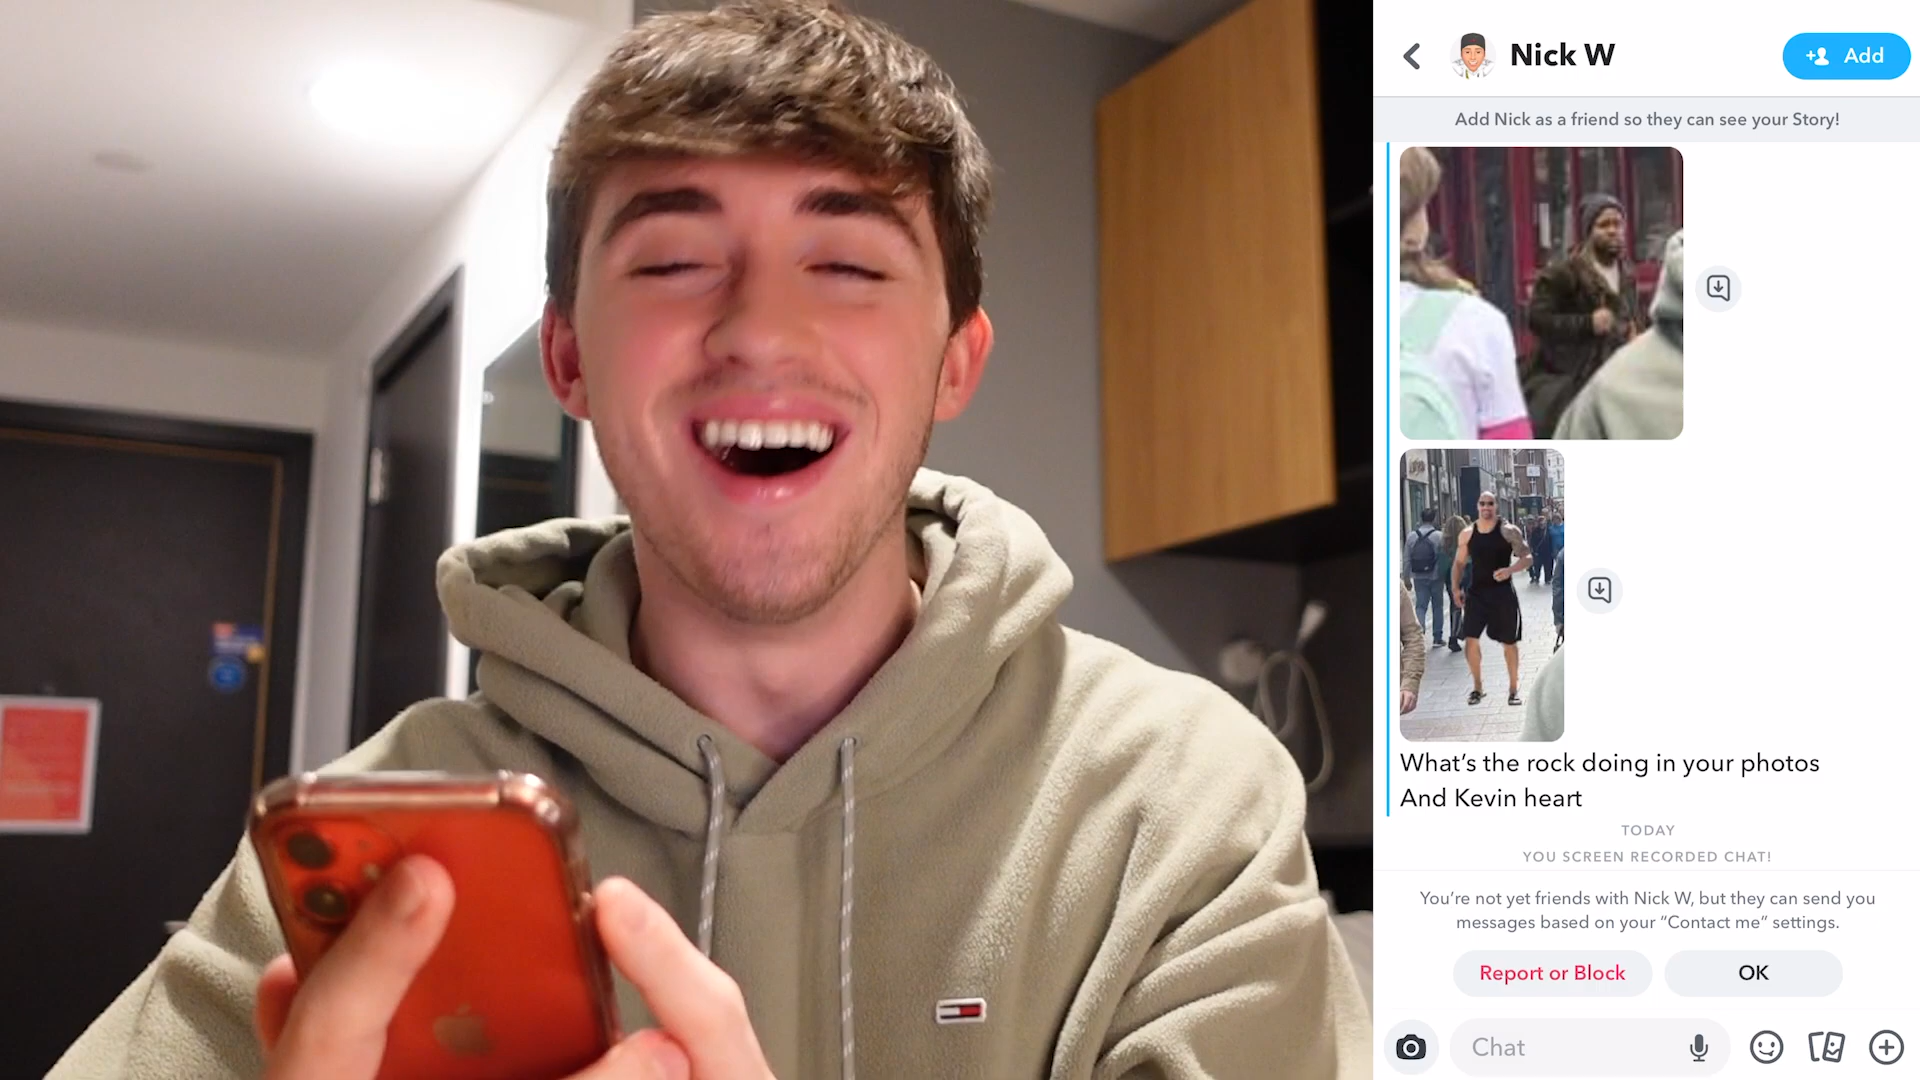 Nick W
Add
Add Nick as a friend so they can see your Story!
What's the rock doing in your photos
And Kevin heart
TODAY
YOU SCREEN RECORDED CHAT!
You're not yet friends with Nick W, but they can send you
messages based on your "Contact me" settings.
Report or Block
OK
Chat